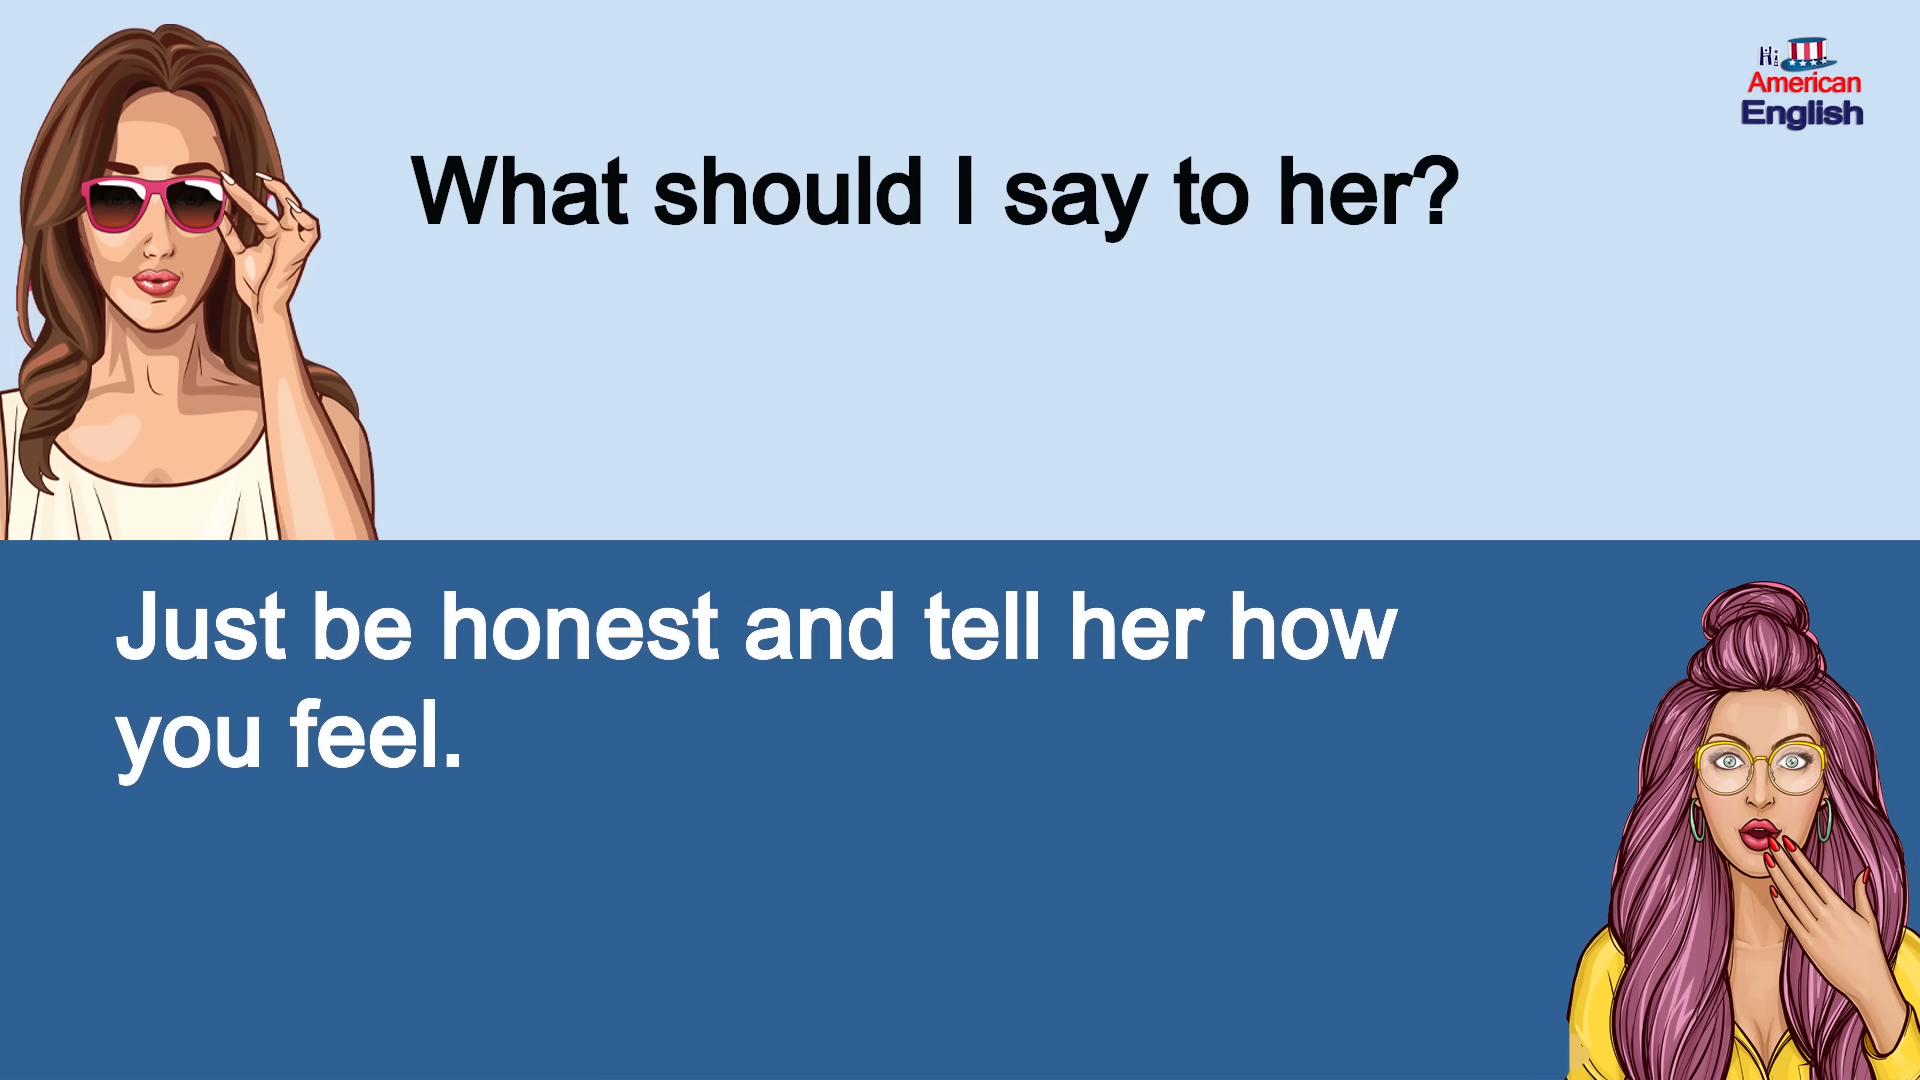 Hi
American
English
What should I say to her?
Just be honest and tell her how
you feel.